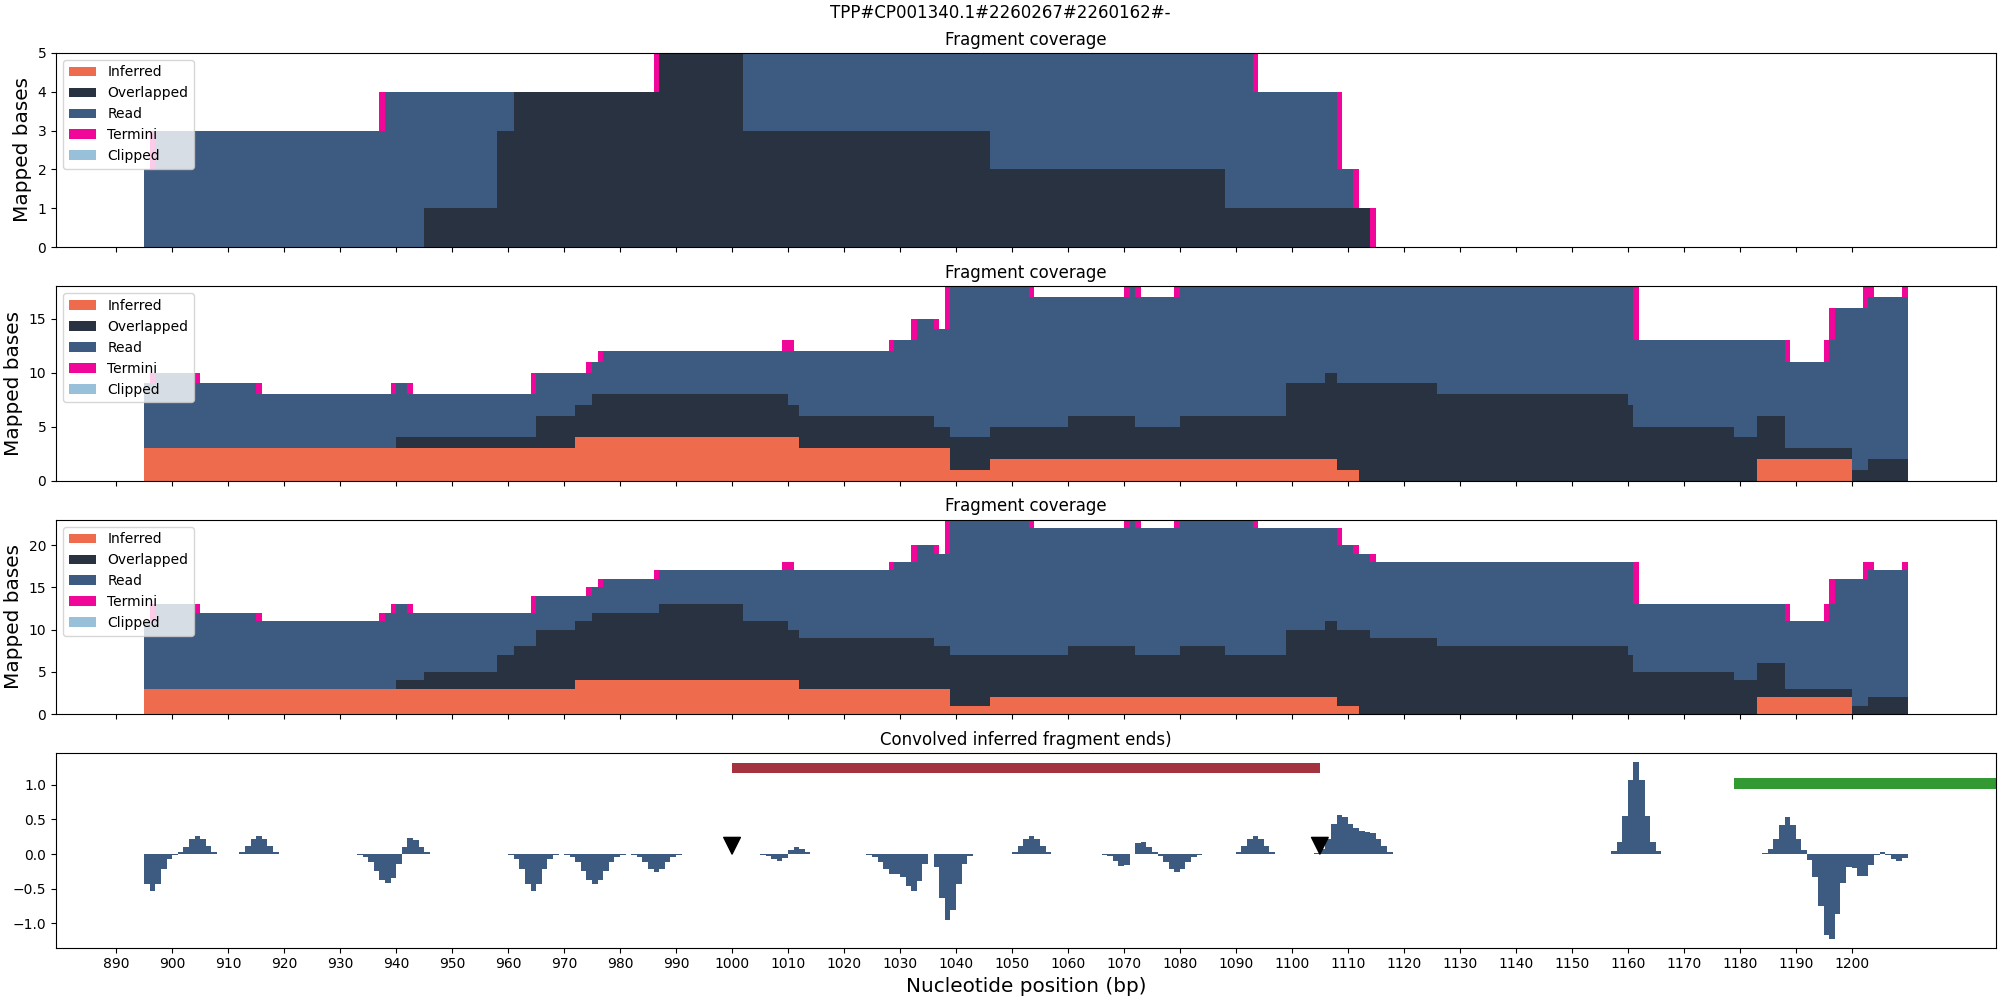 TPP#CP001340.1#2260267#2260162#-
Fragment coverage
Mapped bases
5
4
3
2
1
0
Inferred
Overlapped
Read
Termini
Clipped
Fragment coverage
Mapped bases
15
10
5
0
Inferred
Overlapped
Read
Termini
Clipped
Fragment coverage
Mapped bases
20
15
10
5
0
Inferred
Overlapped
Read
Termini
Clipped
Convolved inferred fragment ends)
1.0
0.5
0.0
−0.5
−1.0
890 900 910 920 930 940 950 960 970 980 990 1000 1010 1020 1030 1040 1050 1060 1070 1080 1090 1100 1110 1120 1130 1140 1150 1160 1170 1180 1190 1200
Nucleotide position (bp)